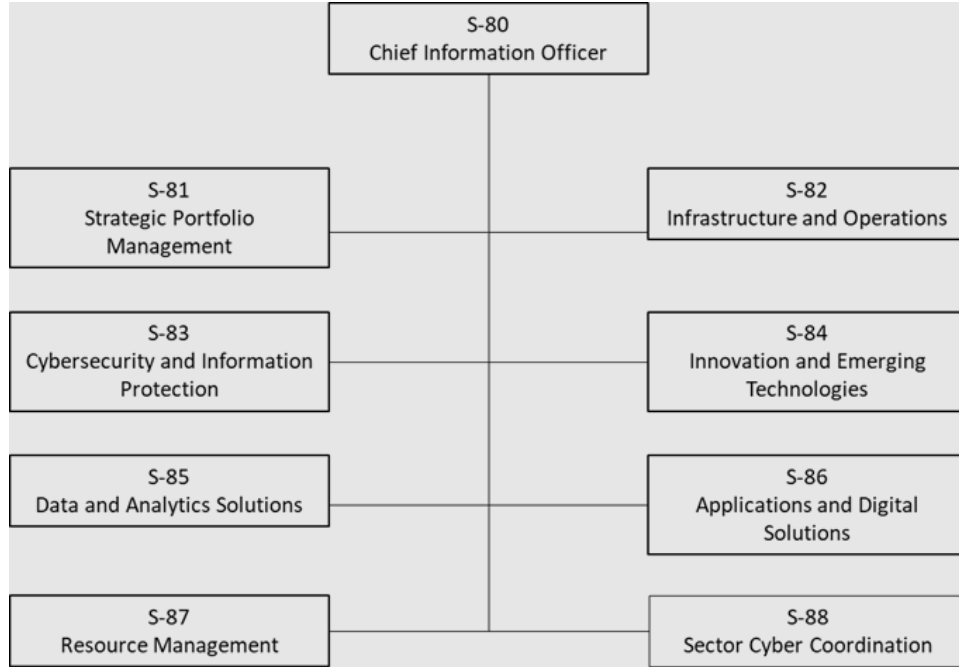 S-80
Chief Information Officer
S-81
Strategic Portfolio
Management
S-82
Infrastructure and Operations
S-83
Cybersecurity and Information
Protection
S-84
Innovation and Emerging
Technologies
S-85
Data and Analytics Solutions
S-86
Applications and Digital
Solutions
S-87
Resource Management
S-88
Sector Cyber Coordination